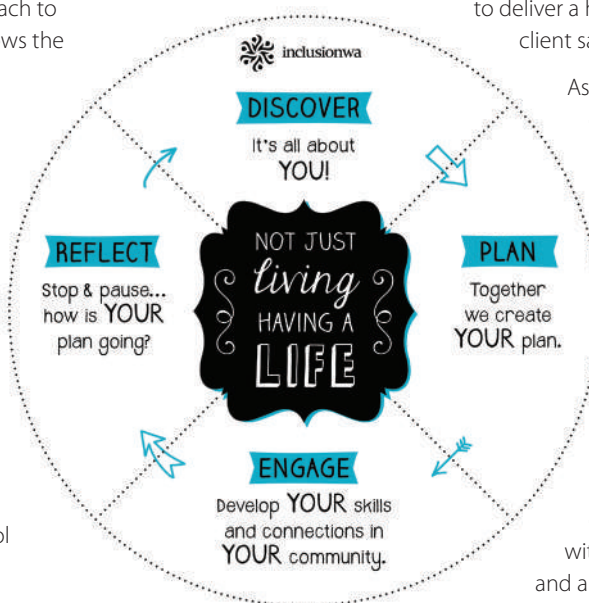 ach to
ows the
to deliver a h
client sa
As
inclusionwa
DISCOVER
It's all about
YOU!
PLAN
Together
we create
YOUR plan.
ENGAGE
Develop YOUR skills
and connections in
YOUR community.
REFLECT
Stop & pause...
how is YOUR
plan going?
NOT JUST
living
HAVING A
LIFE
ol
wit
and a